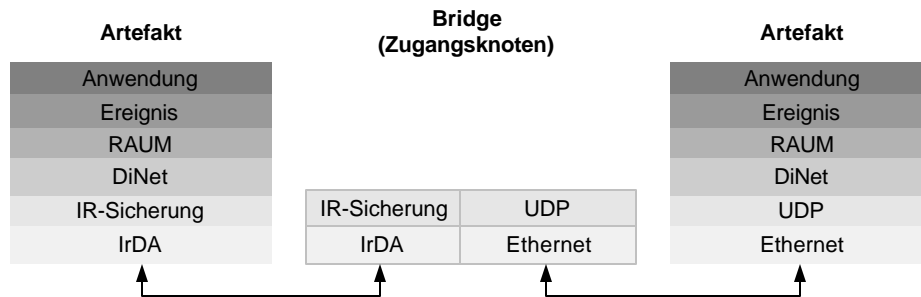 Artefakt
Bridge
(Zugangsknoten)
Artefakt
Anwendung
Ereignis
RAUM
DiNet
IR-Sicherung
IrDA
IR-Sicherung
UDP
IrDA
Ethernet
Anwendung
Ereignis
RAUM
DiNet
UDP
Ethernet